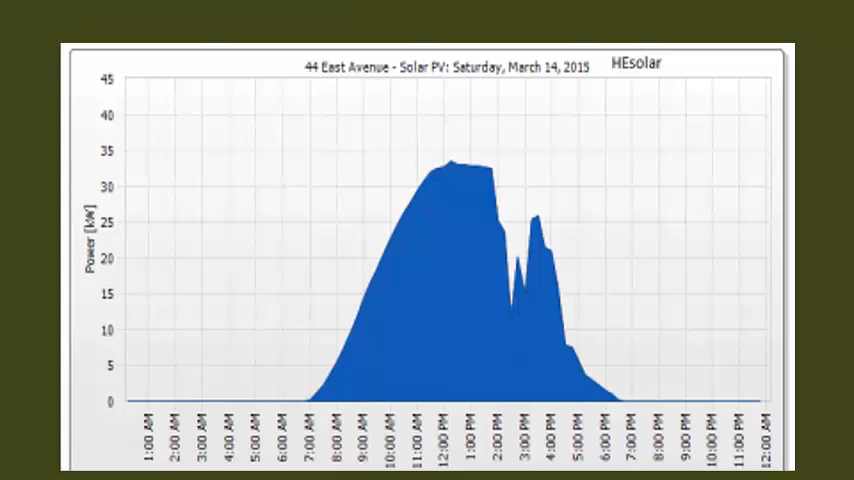 44 East Avenue - Solar PV: Saturday, March 14, 2015
HEsolar
45
40
35
30
25
20
15
10
5
0
Power [kW]
1:00 AM
2:00 AM
3:00 AM
4:00 AM
5:00 AM
6:00 AM
7:00 AM
8:00 AM
9:00 AM
10:00 AM
11:00 AM
12:00 PM
1:00 PM
2:00 PM
3:00 PM
4:00 PM
5:00 PM
6:00 PM
7:00 PM
8:00 PM
9:00 PM
10:00 PM
11:00 PM
12:00 AM